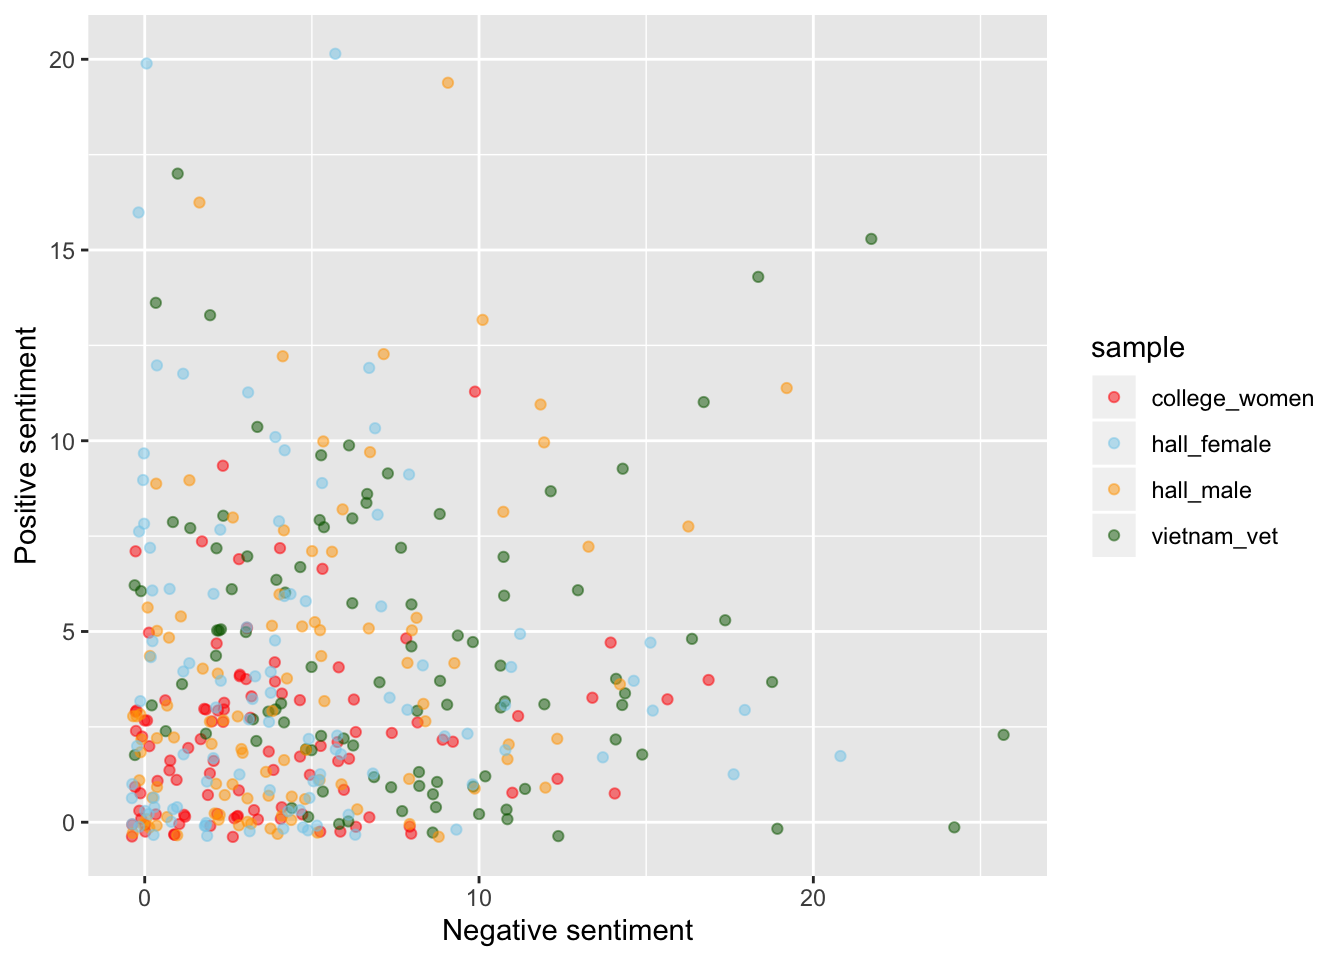 20
15
10
5
0
0
10
20
Positive sentiment
Negative sentiment
sample
college_women
hall_female
hall_male
vietnam_vet